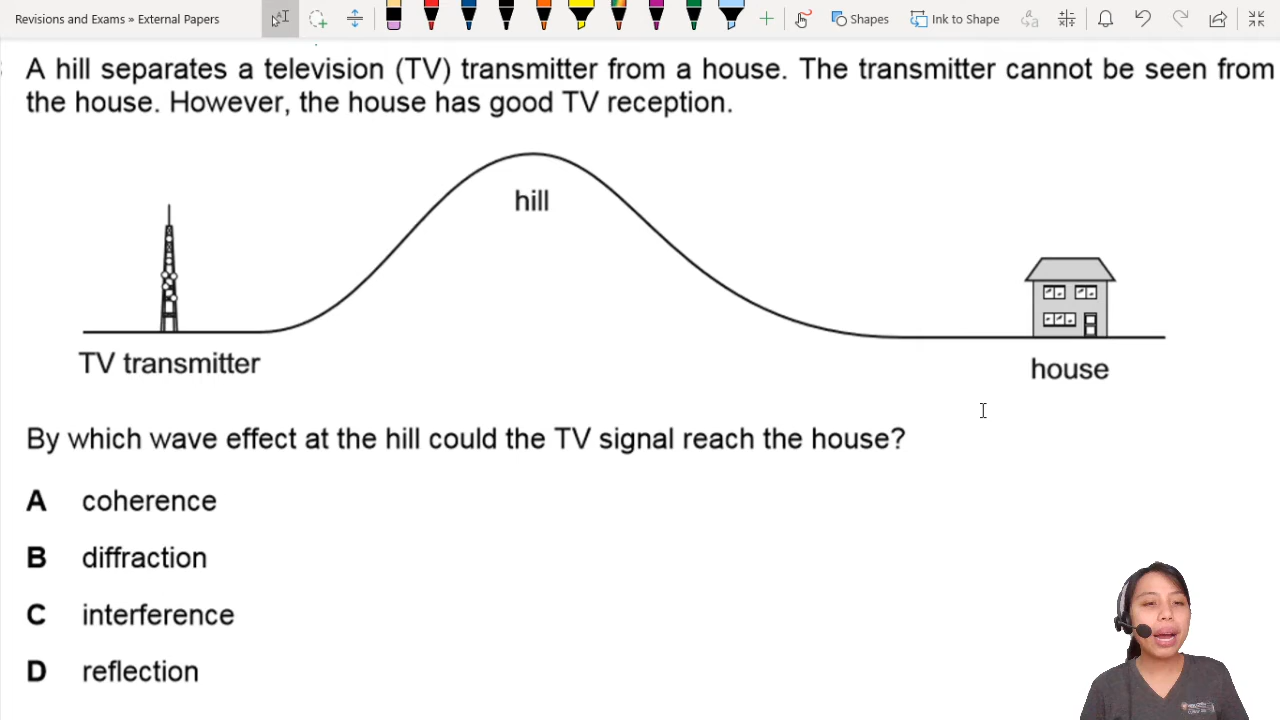 Revisions and Exams » External Papers
Shapes
Ink to Shape
A hill separates a television (TV) transmitter from a house. The transmitter cannot be seen from
the house. However, the house has good TV reception.
hill
TV transmitter
house
By which wave effect at the hill could the TV signal reach the house?
A coherence
B diffraction
C interference
D reflection